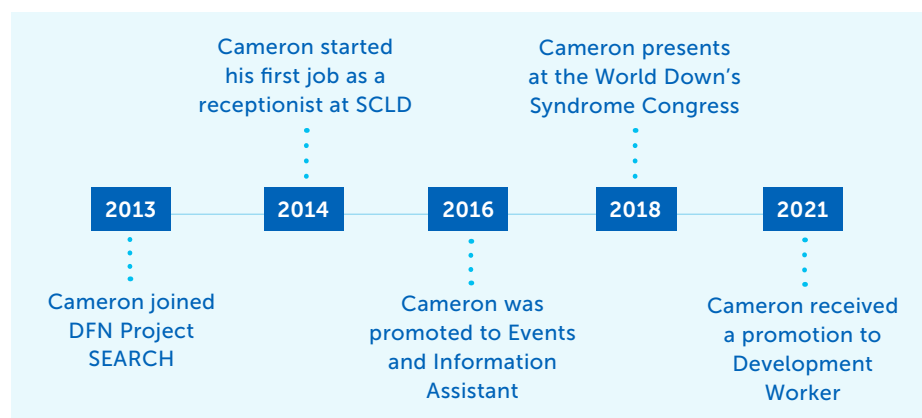 Cameron started
his first job as a
receptionist at SCLD
Cameron presents
at the World Down's
Syndrome Congress
2013
2014
2016
2018
2021
Cameron joined
DFN Project
SEARCH
Cameron was
promoted to Events
and Information
Assistant
Cameron received
a promotion to
Development
Worker